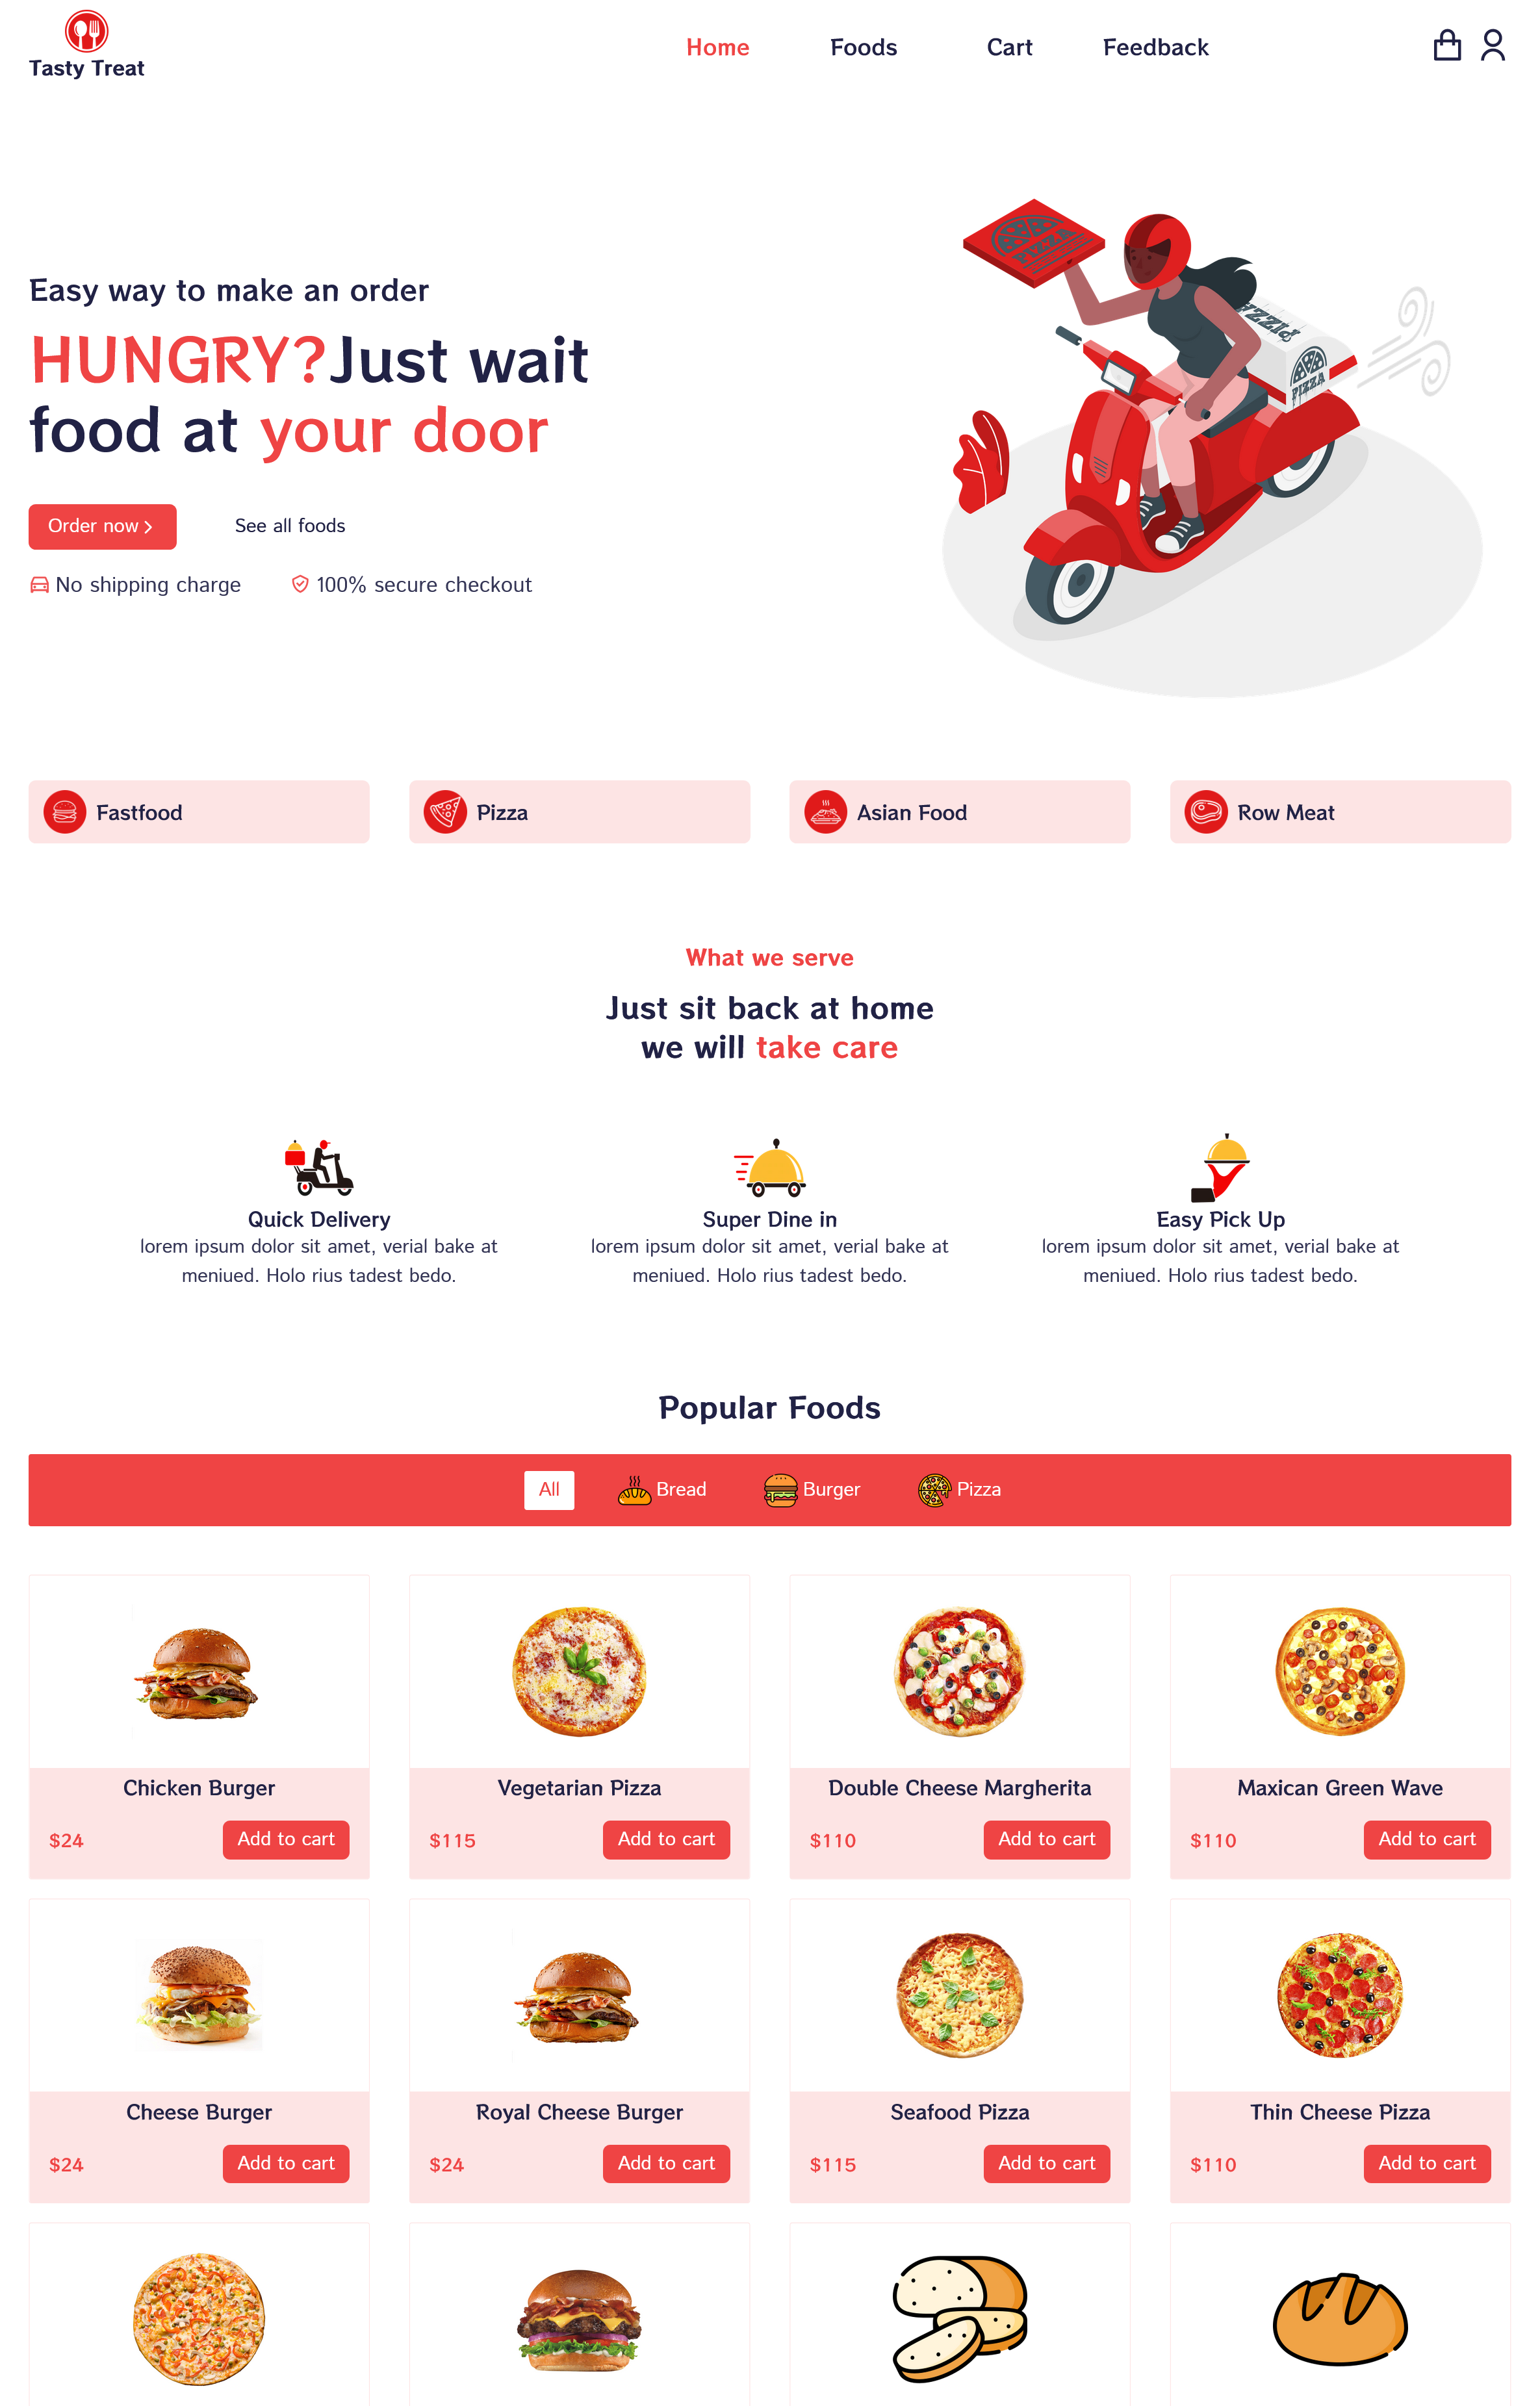 Tasty Treat
Home Foods Cart Feedback
PIZZA
PIZZA
PIZZA
Easy way to make an order
HUNGRY?Just wait
food at your door
Order now See all foods
No shipping charge 100% secure checkout
Fastfood Pizza Asian Food Row Meat
What we serve
Just sit back at home
we will take care
Quick Delivery Super Dine in Easy Pick Up
lorem ipsum dolor sit amet, verial bake at lorem ipsum dolor sit amet, verial bake at lorem ipsum dolor sit amet, verial bake at
meniued. Holo rius tadest bedo. meniued. Holo rius tadest bedo. meniued. Holo rius tadest bedo.
Popular Foods
All Bread Burger Pizza
Chicken Burger Vegetarian Pizza Double Cheese Margherita Maxican Green Wave
$24 Add to cart $115 Add to cart $110 Add to cart $110 Add to cart
Cheese Burger Royal Cheese Burger Seafood Pizza Thin Cheese Pizza
$24 Add to cart $24 Add to cart $115 Add to cart $110 Add to cart